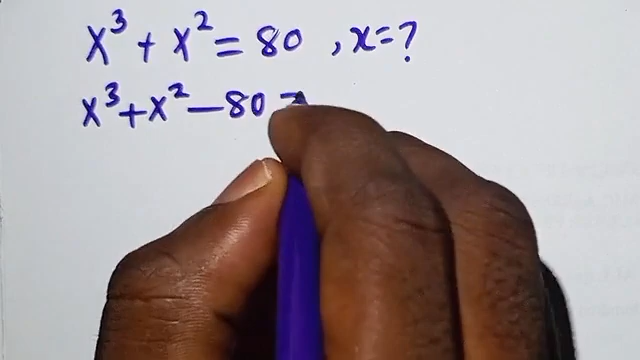 x³ + x² = 80 , x = ?
x³ + x² - 80 =